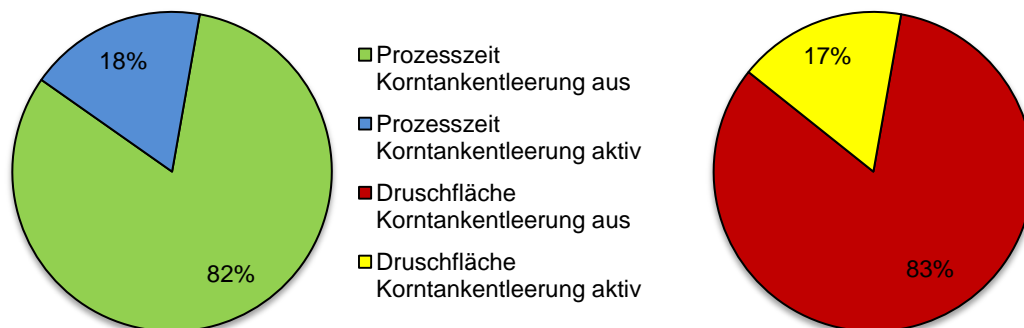 18%
82%
Prozesszeit
Korntankentleerung aus
Prozesszeit
Korntankentleerung aktiv
Druschfläche
Korntankentleerung aus
Druschfläche
Korntankentleerung aktiv
17%
83%